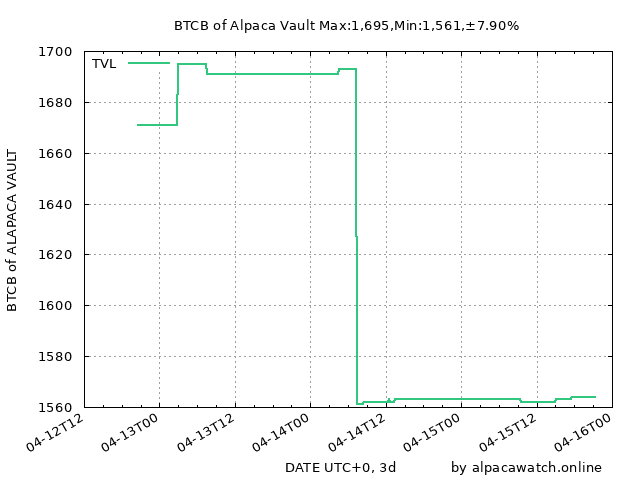 BTCB of Alpaca Vault Max:1,695,Min:1,561,±7.90%
TVL
1700
1680
1660
1640
1620
1600
1580
1560
BTCB of ALAPACA VAULT
04-12T12
04-13T00
04-13T12
04-14T00
04-14T12
04-15T00
04-15T12
04-16T00
DATE UTC+0, 3d
by alpacawatch.online